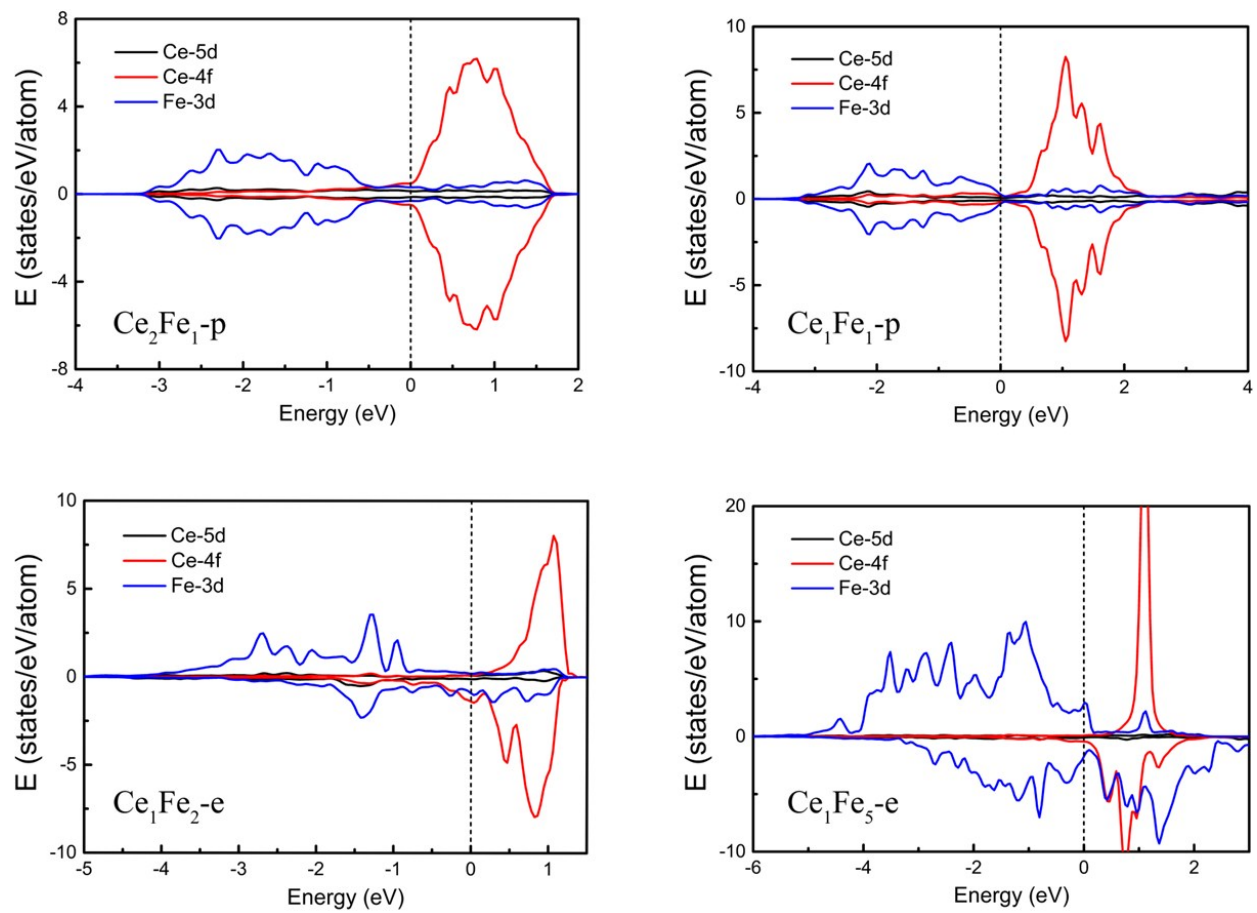 8
4
0
-4
-8
E (states/eV/atom)
Ce-5d
Ce-4f
Fe-3d
Ce₂Fe₁-p
-4
-3
-2
-1
0
1
2
Energy (eV)
10
5
0
-5
-10
E (states/eV/atom)
Ce-5d
Ce-4f
Fe-3d
Ce₁Fe₁-p
-4
-2
0
2
4
Energy (eV)
10
5
0
-5
-10
E (states/eV/atom)
Ce-5d
Ce-4f
Fe-3d
Ce₁Fe₂-e
-5
-4
-3
-2
-1
0
1
Energy (eV)
20
10
0
-10
E (states/eV/atom)
Ce-5d
Ce-4f
Fe-3d
Ce₁Fe₅-e
-6
-4
-2
0
2
Energy (eV)